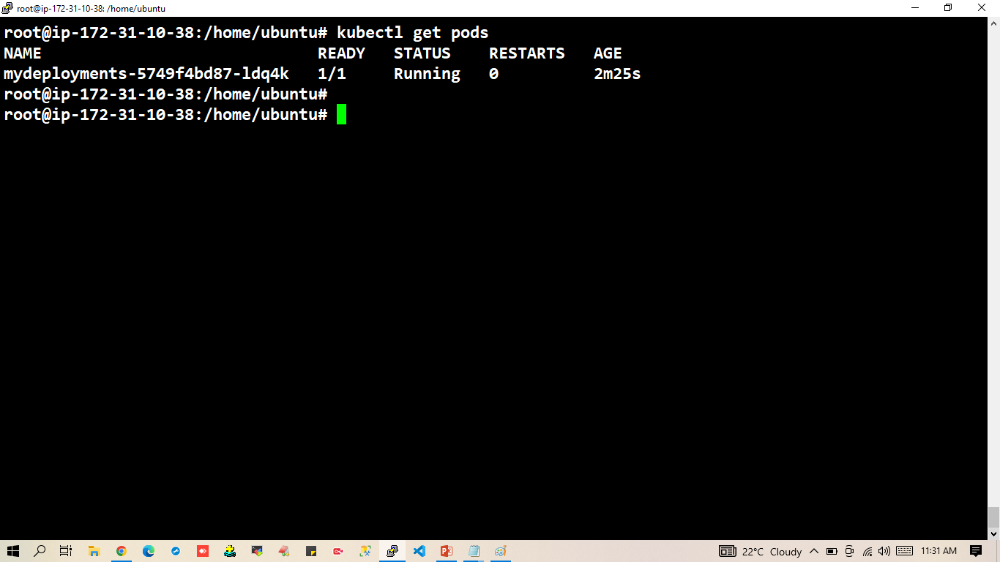 root@ip-172-31-10-38: /home/ubuntu
root@ip-172-31-10-38:/home/ubuntu# kubectl get pods
NAME READY STATUS RESTARTS AGE
mydeployments-5749f4bd87-ldq4k 1/1 Running 0 2m25s
root@ip-172-31-10-38:/home/ubuntu#
root@ip-172-31-10-38:/home/ubuntu#
22°C Cloudy 11:31 AM